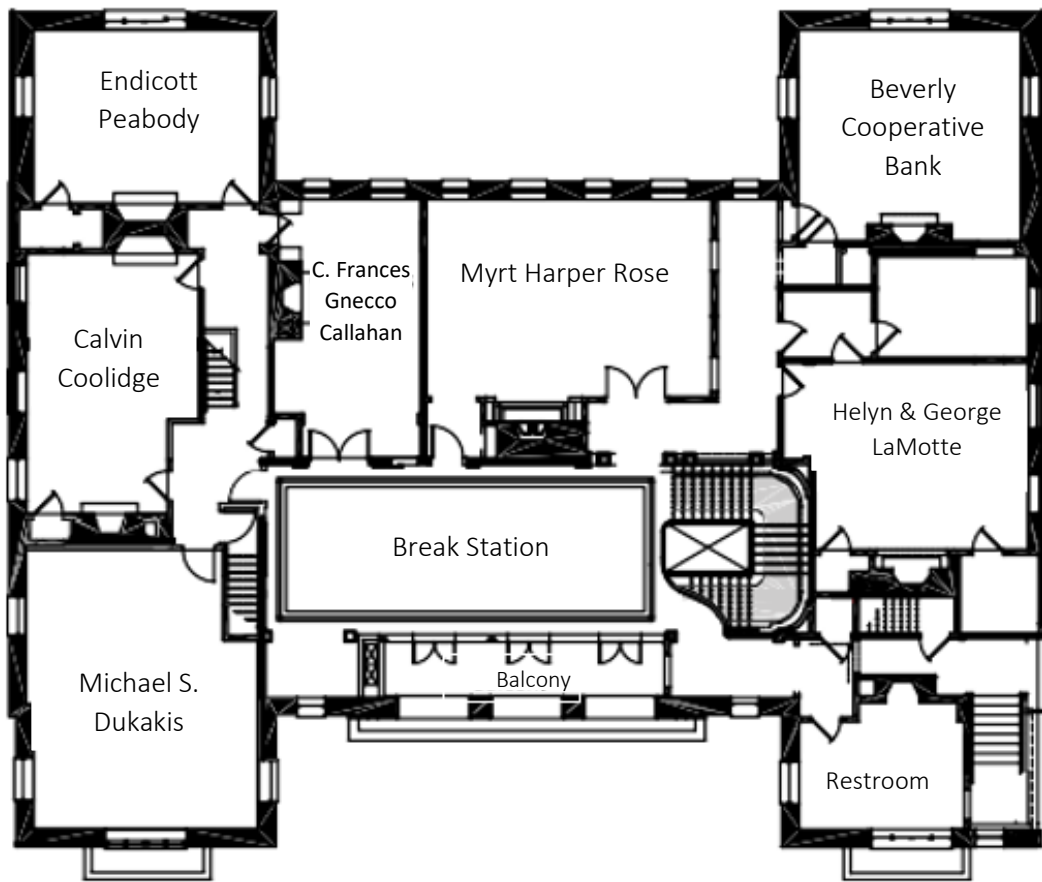 Endicott
Peabody
Beverly
Cooperative
Bank
C. Frances
Gnecco
Callahan
Myrt Harper Rose
Calvin
Coolidge
Helyn & George
LaMotte
Break Station
Michael S.
Dukakis
Balcony
Restroom